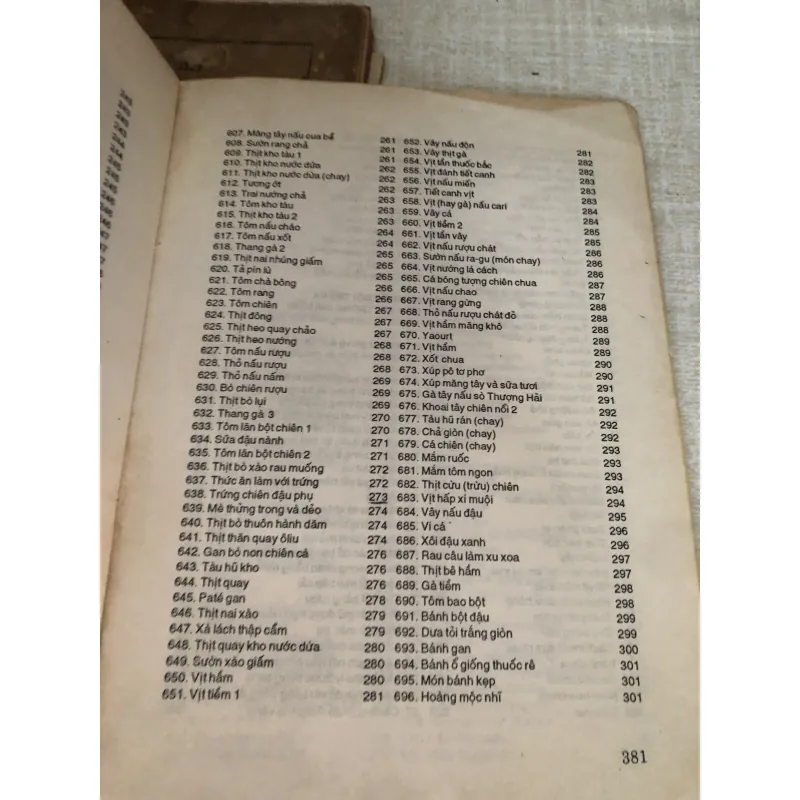 607. Măng tây nấu cua bể 261
608. Sườn rang chả 261
609. Thịt kho tàu 1 261
610. Thịt kho nước dừa 262
611. Thịt kho nước dừa (chay) 262
612. Tương ớt 262
613. Trai nướng chả 263
614. Tôm kho tàu 263
615. Thịt kho tàu 2 263
616. Tôm nấu cháo 264
617. Tôm nấu xốt 264
618. Thang gà 2 265
619. Thịt nai nhúng giấm 265
620. Tả pín lù 265
621. Tôm chà bông 266
622. Tôm rang 266
623. Tôm chiên 267
624. Thịt đông 267
625. Thịt heo quay chảo 268
626. Thịt heo nướng 268
627. Tôm nấu rượu 268
628. Thỏ nấu rượu 268
629. Thỏ nấu nấm 269
630. Bò chiên rượu 269
631. Thịt bò lụi 269
632. Thang gà 3 270
633. Tôm lăn bột chiên 1 270
634. Sữa đậu nành 271
635. Tôm lăn bột chiên 2 271
636. Thịt bò xào rau muống 272
637. Thức ăn làm với trứng 272
638. Trứng chiên đậu phụ 273
639. Mè thửng trong và dẻo 274
640. Thịt bò thuôn hành dăm 274
641. Thịt thăn quay ôliu 274
642. Gan bò non chiên cả 276
643. Tàu hũ kho 276
644. Thịt quay 276
645. Paté gan 278
646. Thịt nai xào 279
647. Xà lách thập cẩm 279
648. Thịt quay kho nước dừa 280
649. Sườn xào giấm 280
650. Vịt hầm 280
651. Vịt tiềm 1 281
652. Vây nấu độn
653. Vây thịt gà 281
654. Vịt tần thuốc bắc 282
655. Vịt đánh tiết canh 282
656. Vịt nấu miến 283
657. Tiết canh vịt 283
658. Vịt (hay gà) nấu cari 283
659. Vây cá 284
660. Vịt tiềm 2 284
661. Vịt tần vây 285
662. Vịt nấu rượu chát 285
663. Sườn nấu ra-gu (món chay) 286
664. Vịt nướng lá cách 286
665. Cá bông tượng chiên chua 286
666. Vịt nấu chao 287
667. Vịt rang gừng 287
668. Thỏ nấu rượu chát đỏ 288
669. Vịt hầm măng khô 288
670. Yaourt 288
671. Vịt hầm 289
672. Xốt chua 289
673. Xúp pô tơ phơ 290
674. Xúp măng tây và sữa tươi 290
675. Gà tây nấu sò Thượng Hải 291
676. Khoai tây chiên nổi 2 291
677. Tàu hũ rán (chay) 292
678. Chả giòn (chay) 292
679. Cá chiên (chay) 293
680. Mắm ruốc 293
681. Mắm tôm ngon 293
682. Thịt cừu (trừu) chiên 294
683. Vịt hấp xí muội 294
684. Vây nấu đậu 295
685. Vi cá 296
686. Xôi đậu xanh 296
687. Rau câu làm xu xoa 297
688. Thịt bê hầm 297
689. Gà tiềm 298
690. Tôm bao bột 298
691. Bánh bột đậu 299
692. Dưa tỏi trắng giòn 299
693. Bánh gan 300
694. Bánh ổ giống thuốc rê 301
695. Món bánh kẹp 301
696. Hoàng mộc nhĩ 301
381